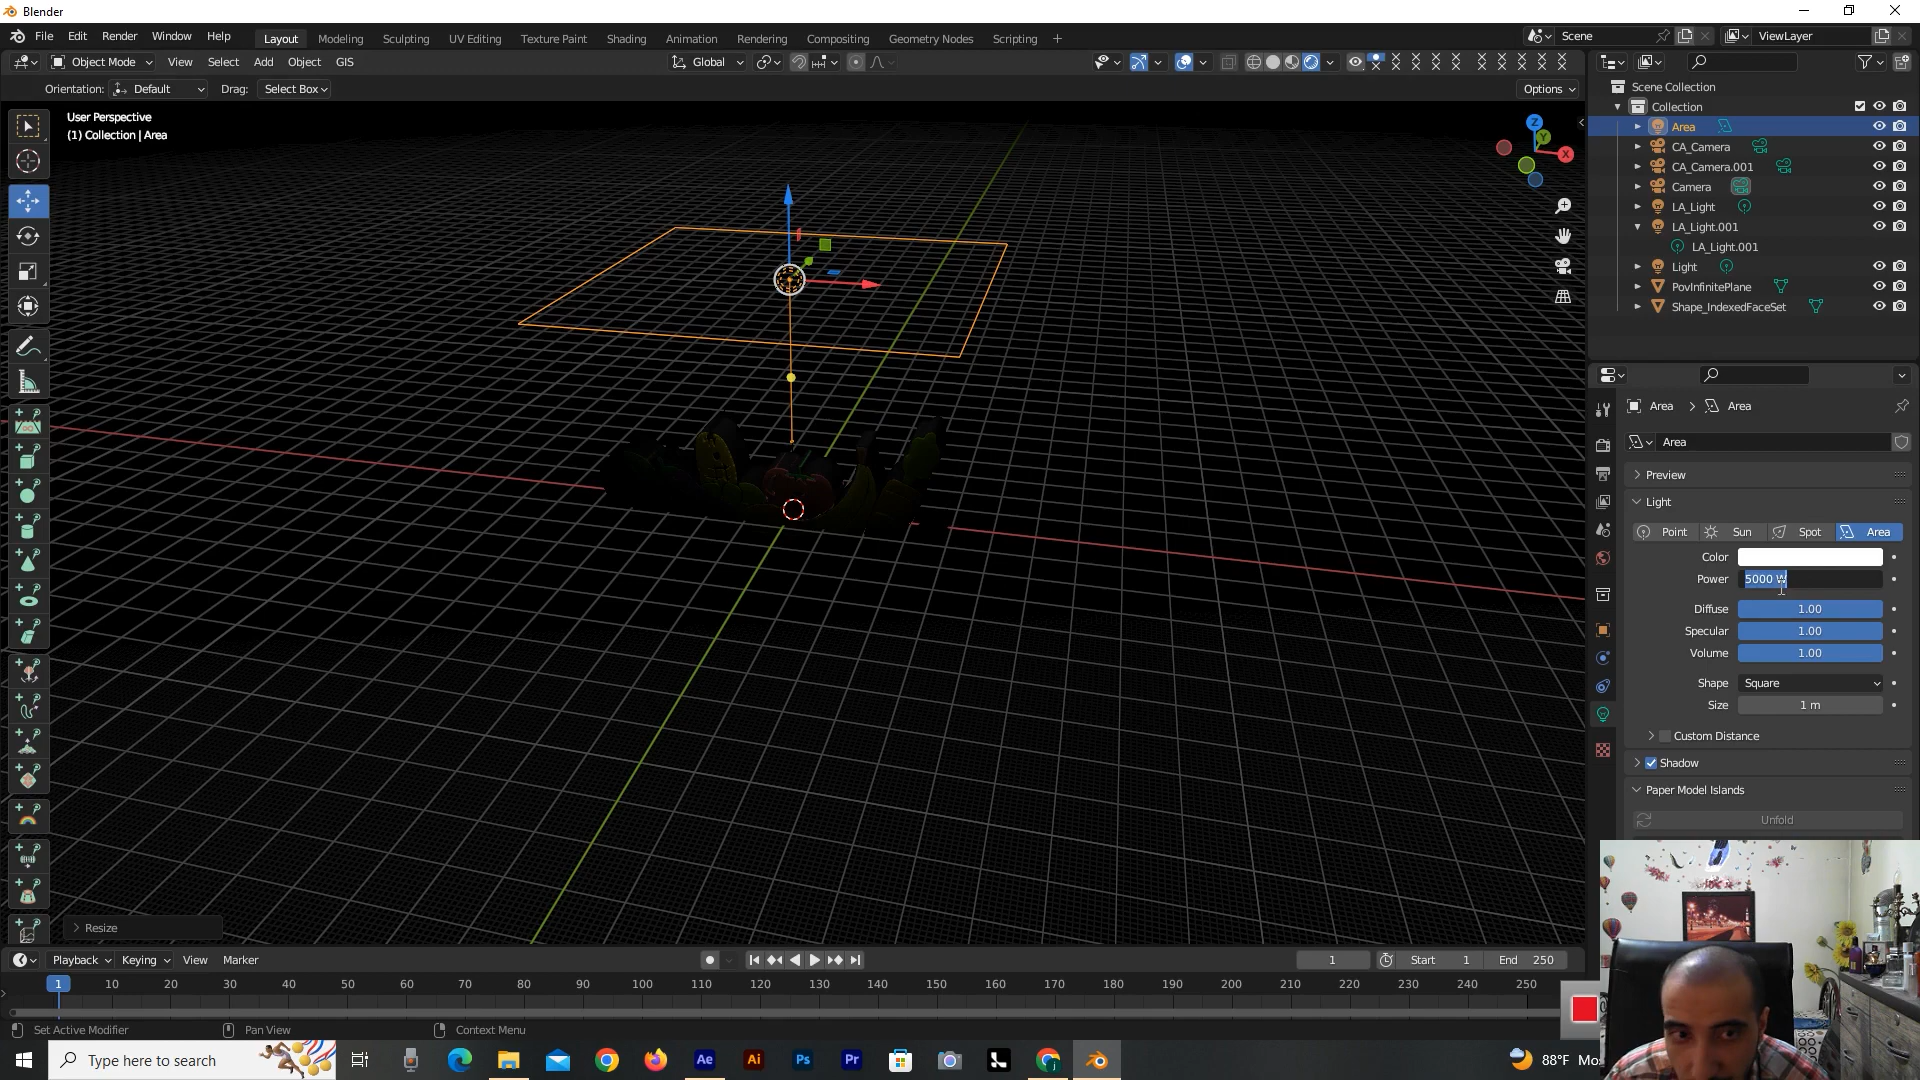 Blender
File Edit Render Window Help
Layout Modeling Sculpting UV Editing Texture Paint Shading Animation Rendering Compositing Geometry Nodes Scripting +
Scene
ViewLayer
Object Mode View Select Add Object GIS
Global
Orientation: Default Drag: Select Box
Options
User Perspective
(1) Collection | Area
Z
Y
X
Scene Collection
Collection
Area
CA_Camera
CA_Camera.001
Camera
LA_Light
LA_Light.001
LA_Light.001
Light
PovInfinitePlane
Shape_IndexedFaceSet
Area > Area
Area
Preview
Light
Point Sun Spot Area
Color
Power 5000 W
Diffuse 1.00
Specular 1.00
Volume 1.00
Shape Square
Size 1 m
Custom Distance
Shadow
Paper Model Islands
Unfold
Resize
Playback Keying View Marker
1 Start 1 End 250
1 10 20 30 40 50 60 70 80 90 100 110 120 130 140 150 160 170 180 190 200 210 220 230 240 250
Set Active Modifier Pan View Context Menu
Type here to search
Ae Ai Ps Pr
88°F Mo